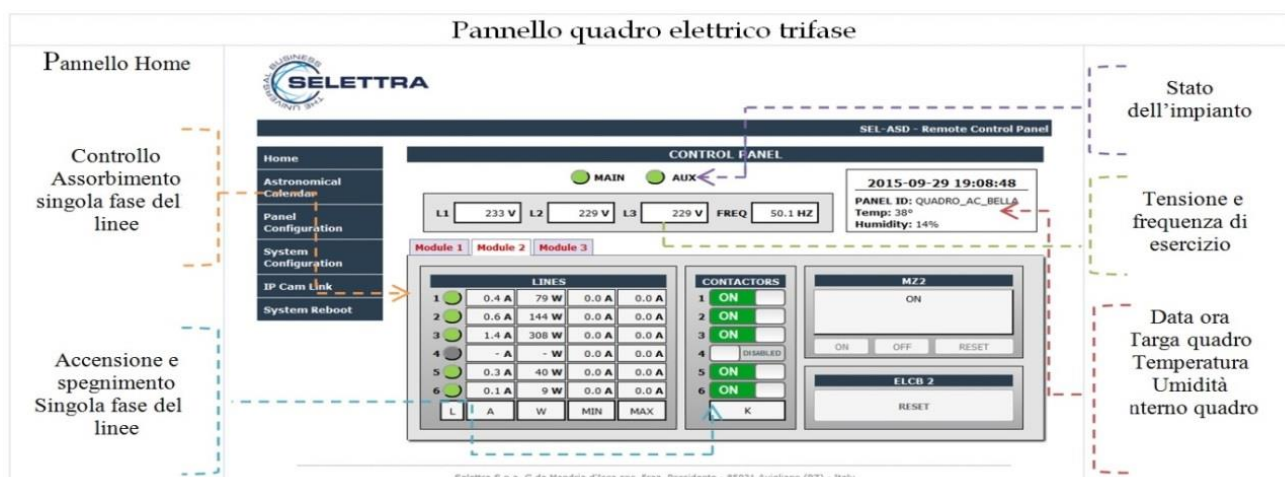 Pannello quadro elettrico trifase
Pannello Home
SELETTRA
THE UNIVERSAL BUSINESS
Stato
dell'impianto
SEL-ASD - Remote Control Panel
Controllo
Assorbimento
singola fase del
linee
Home
Astronomical
Calendar
Panel
Configuration
System
Configuration
IP Cam Link
System Reboot
CONTROL PANEL
MAIN AUX
L1 233 V L2 229 V L3 229 V FREQ 50.1 HZ
2015-09-29 19:08:48
PANEL ID: QUADRO_AC_BELLA
Temp: 38°
Humidity: 14%
Tensione e
frequenza di
esercizio
Module 1 Module 2 Module 3
LINES
1 0.4 A 79 W 0.0 A 0.0 A
2 0.6 A 144 W 0.0 A 0.0 A
3 1.4 A 308 W 0.0 A 0.0 A
4 - A - W 0.0 A 0.0 A
5 0.3 A 40 W 0.0 A 0.0 A
6 0.1 A 9 W 0.0 A 0.0 A
L A W MIN MAX
CONTACTORS
1 ON
2 ON
3 ON
4 DISABLED
5 ON
6 ON
K
MZ2
ON
ON OFF RESET
ELCB 2
RESET
Data ora
Targa quadro
Temperatura
Umidità
nterno quadro
Accensione e
spegnimento
Singola fase del
linee